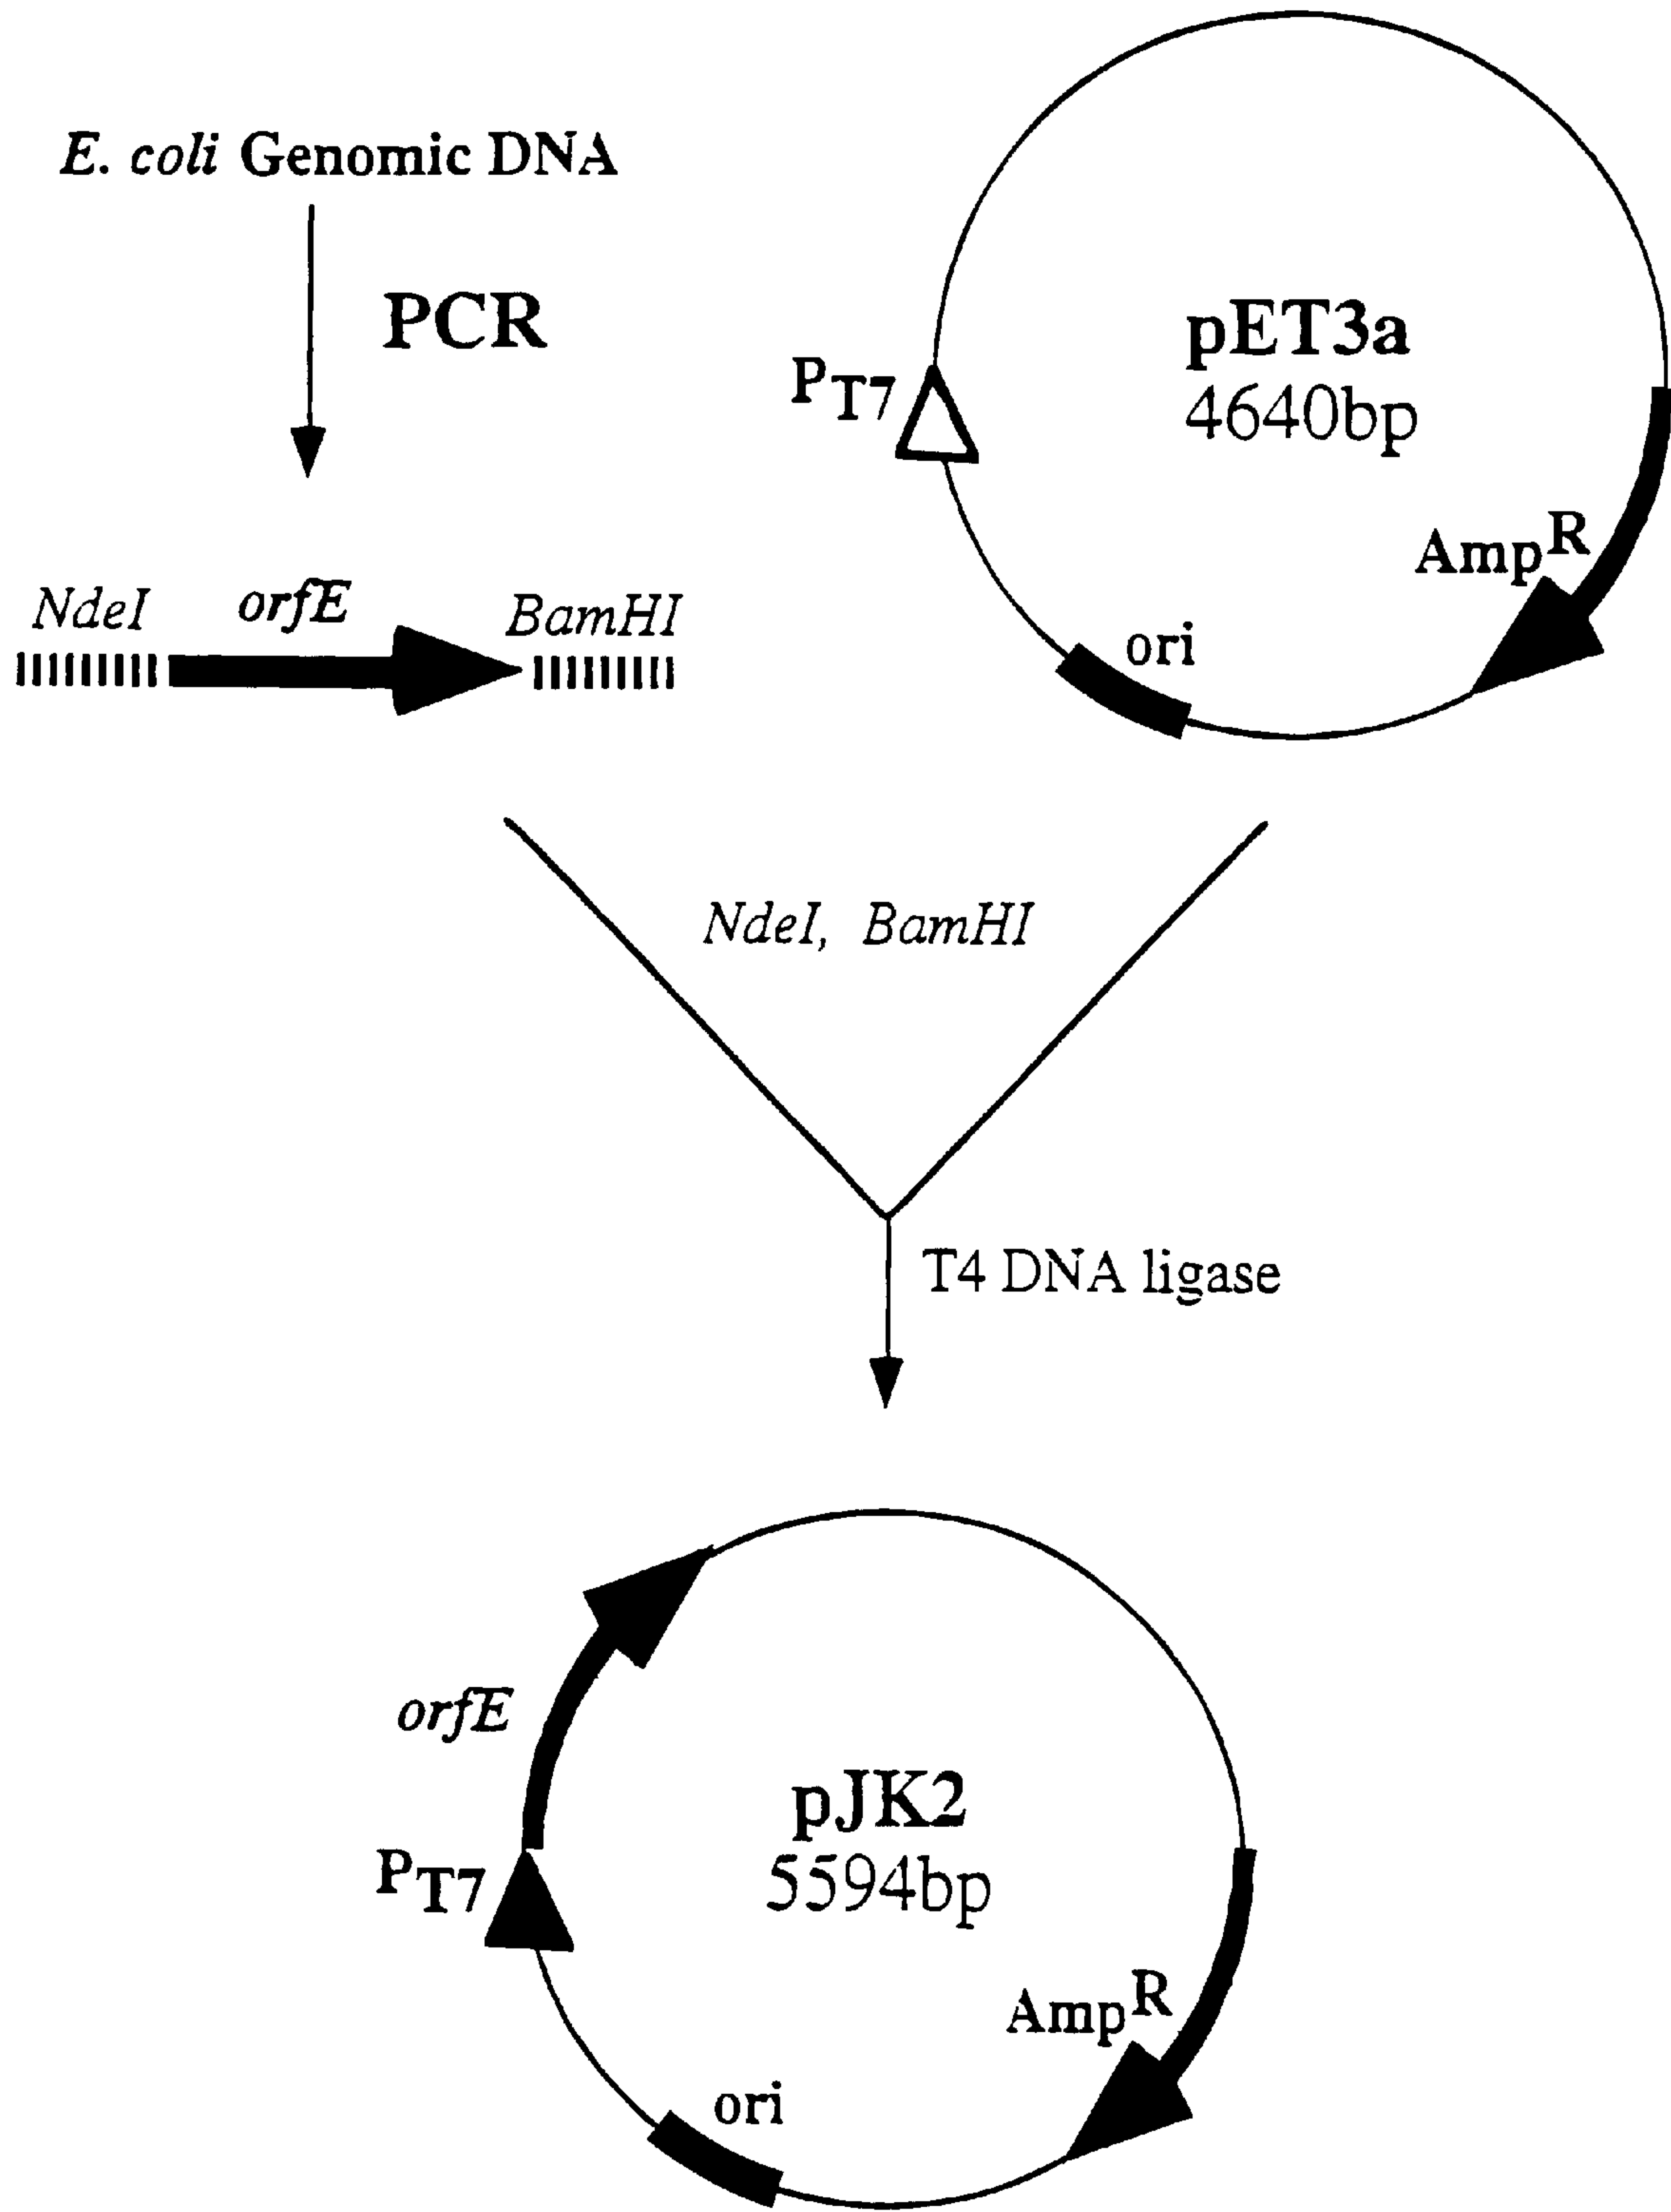 E. coli Genomic DNA
PCR
NdeI orfE BamHI
pET3a
4640bp
PT7
AmpR
ori
NdeI, BamHI
T4 DNA ligase
orfE
pJK2
5594bp
PT7
AmpR
ori